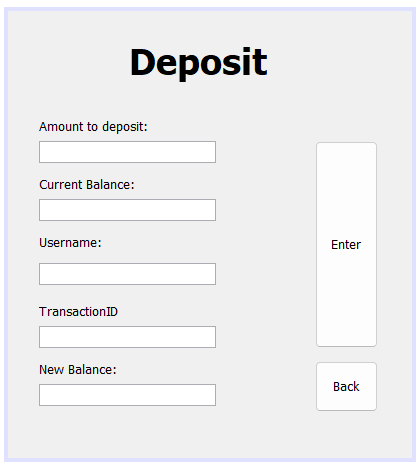 Deposit
Amount to deposit:
Current Balance:
Username:
Enter
TransactionID
New Balance:
Back